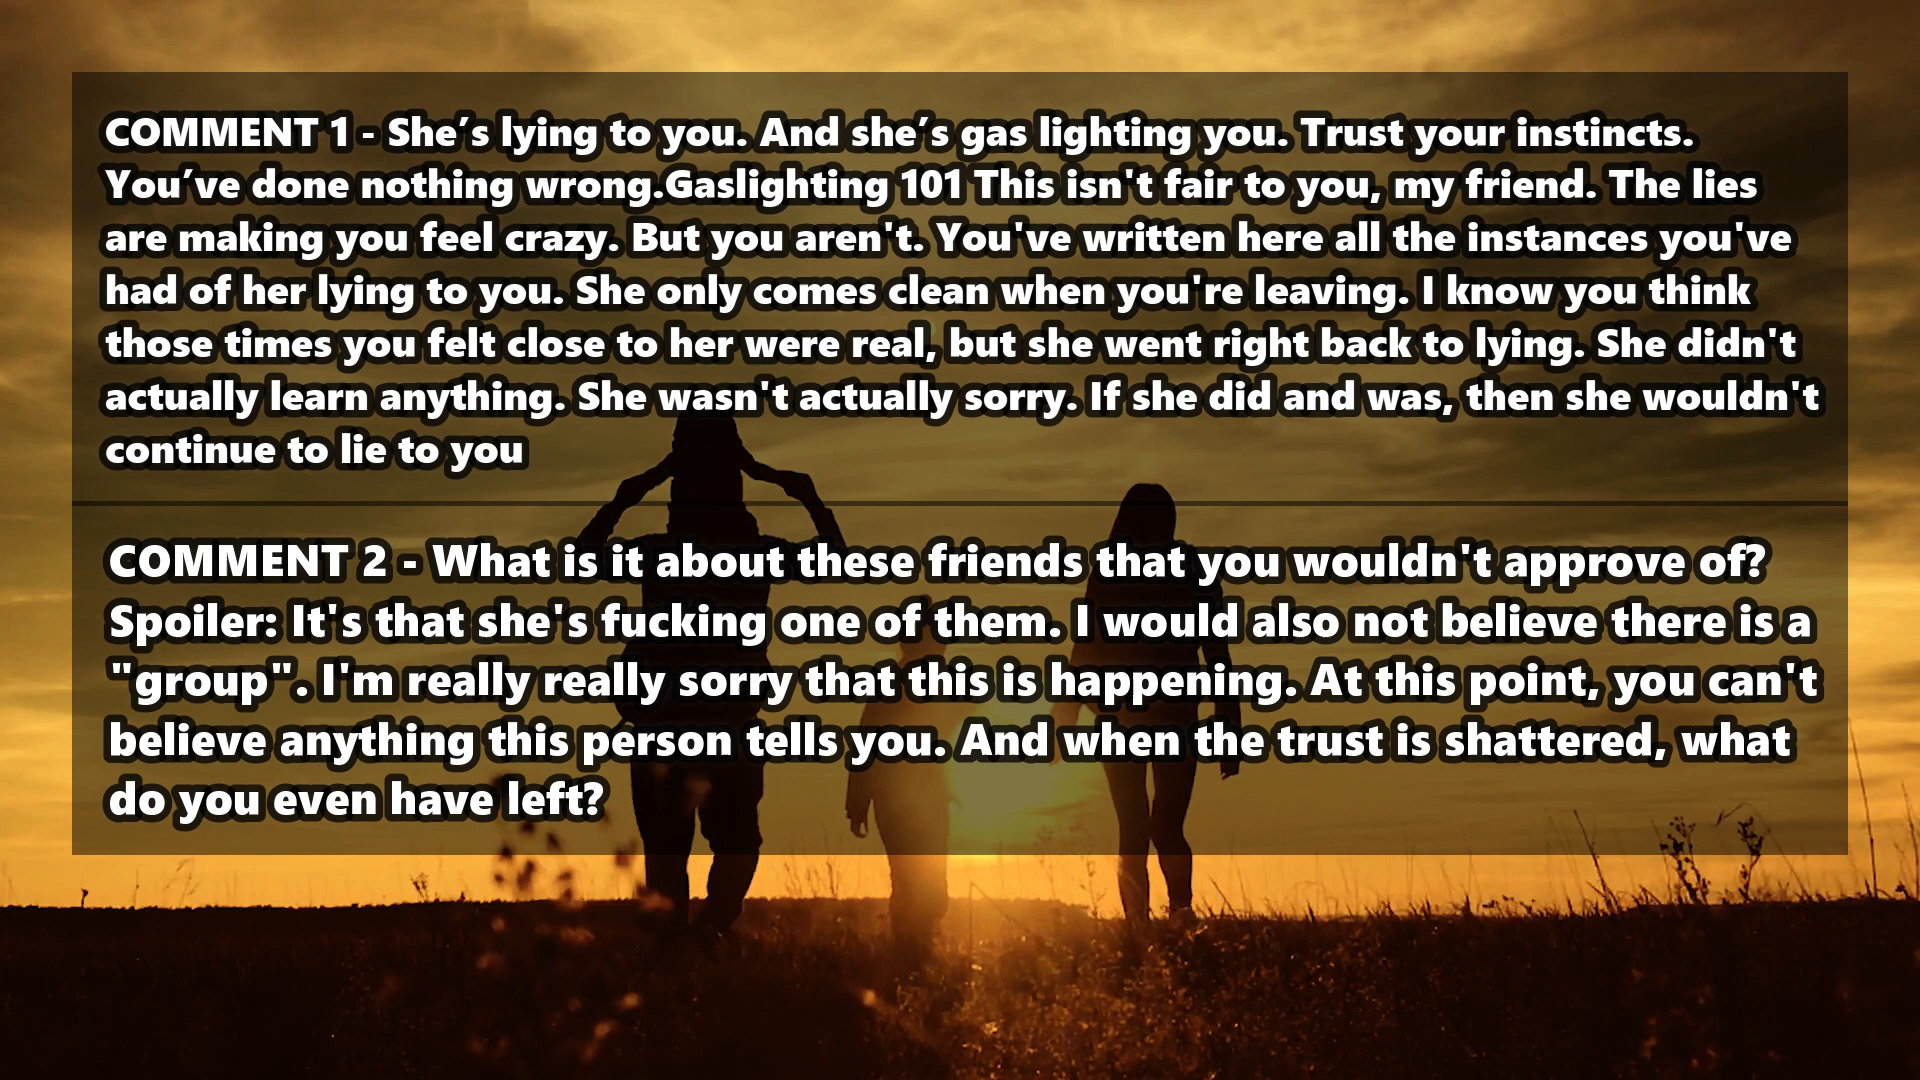 COMMENT 1 - She’s lying to you. And she’s gas lighting you. Trust your instincts.
You’ve done nothing wrong.Gaslighting 101 This isn't fair to you, my friend. The lies
are making you feel crazy. But you aren't. You've written here all the instances you've
had of her lying to you. She only comes clean when you're leaving. I know you think
those times you felt close to her were real, but she went right back to lying. She didn't
actually learn anything. She wasn't actually sorry. If she did and was, then she wouldn't
continue to lie to you
COMMENT 2 - What is it about these friends that you wouldn't approve of?
Spoiler: It's that she's fucking one of them. I would also not believe there is a
"group". I'm really really sorry that this is happening. At this point, you can't
believe anything this person tells you. And when the trust is shattered, what
do you even have left?